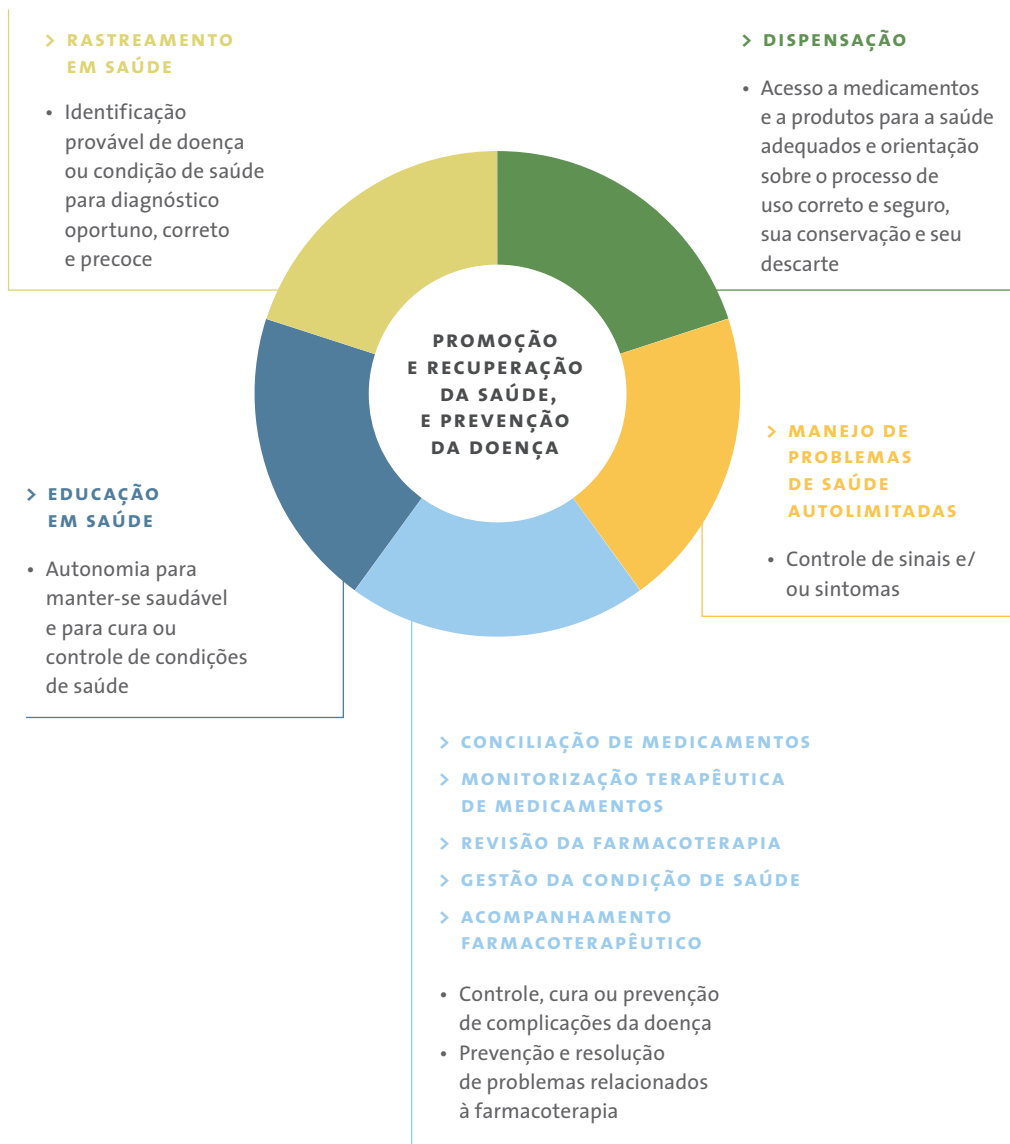 > RASTREAMENTO
EM SAÚDE
• Identificação
provável de doença
ou condição de saúde
para diagnóstico
oportuno, correto
e precoce
> DISPENSAÇÃO
• Acesso a medicamentos
e a produtos para a saúde
adequados e orientação
sobre o processo de
uso correto e seguro,
sua conservação e seu
descarte
PROMOÇÃO
E RECUPERAÇÃO
DA SAÚDE,
E PREVENÇÃO
DA DOENÇA
> MANEJO DE
PROBLEMAS
DE SAÚDE
AUTOLIMITADAS
• Controle de sinais e/
ou sintomas
> EDUCAÇÃO
EM SAÚDE
• Autonomia para
manter-se saudável
e para cura ou
controle de condições
de saúde
> CONCILIAÇÃO DE MEDICAMENTOS
> MONITORIZAÇÃO TERAPÊUTICA
DE MEDICAMENTOS
> REVISÃO DA FARMACOTERAPIA
> GESTÃO DA CONDIÇÃO DE SAÚDE
> ACOMPANHAMENTO
FARMACOTERAPÊUTICO
• Controle, cura ou prevenção
de complicações da doença
• Prevenção e resolução
de problemas relacionados
à farmacoterapia